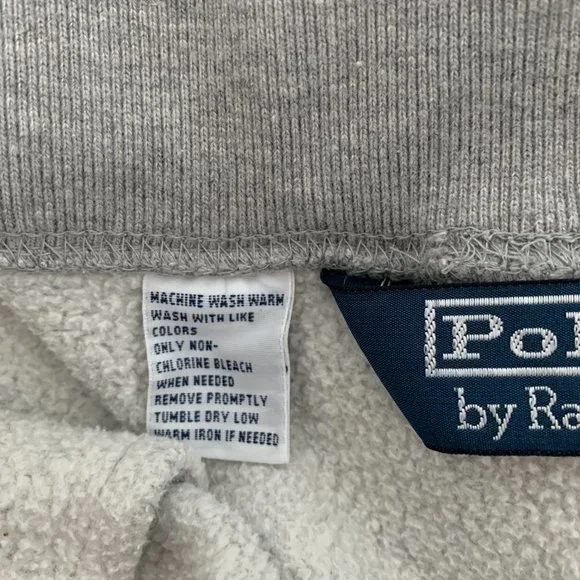 MACHINE WASH WARM
WASH WITH LIKE
COLORS
ONLY NON-
CHLORINE BLEACH
WHEN NEEDED
REMOVE PROMPTLY
TUMBLE DRY LOW
WARM IRON IF NEEDED
Pol
by Ra